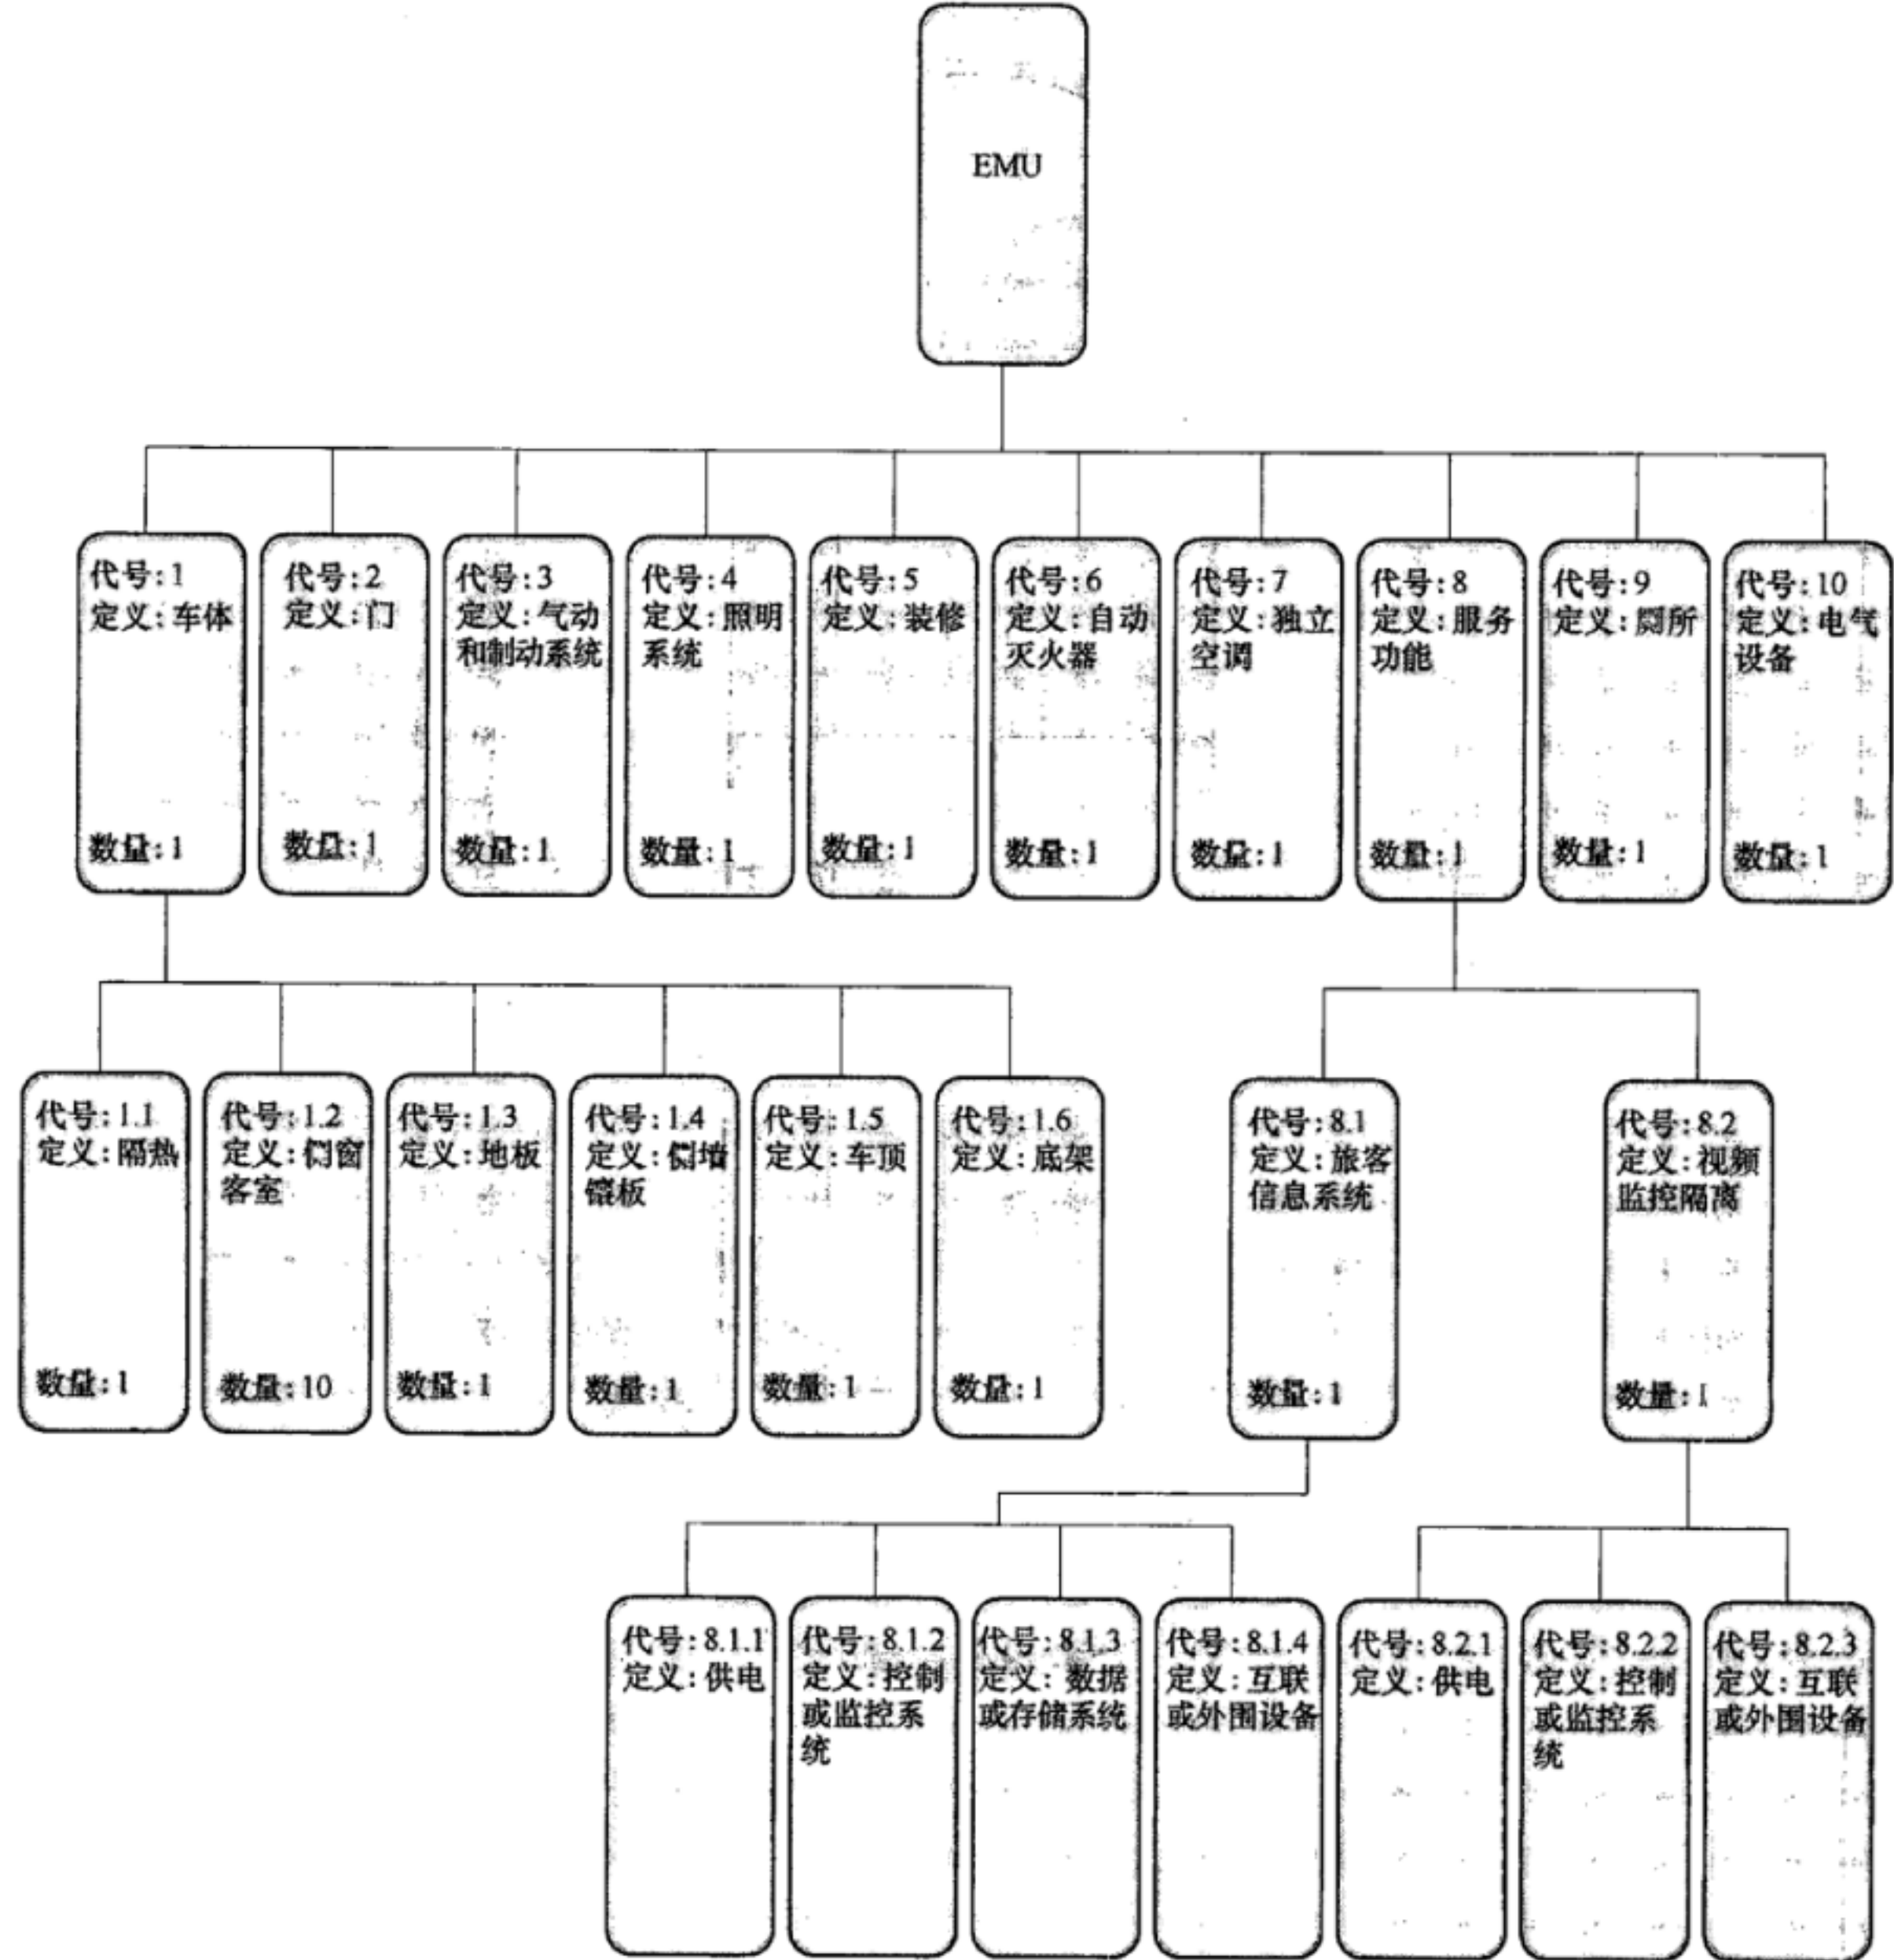 EMU
代号:1
定义:车体
数量:1
代号:2
定义:门
数量:1
代号:3
定义:气动
和制动系统
数量:1
代号:4
定义:照明
系统
数量:1
代号:5
定义:装修
数量:1
代号:6
定义:自动
灭火器
数量:1
代号:7
定义:独立
空调
数量:1
代号:8
定义:服务
功能
数量:1
代号:9
定义:厕所
数量:1
代号:10
定义:电气
设备
数量:1
代号:1.1
定义:隔热
数量:1
代号:1.2
定义:侧窗
客室
数量:10
代号:1.3
定义:地板
数量:1
代号:1.4
定义:侧墙
镶板
数量:1
代号:1.5
定义:车顶
数量:1
代号:1.6
定义:底架
数量:1
代号:8.1
定义:旅客
信息系统
数量:1
代号:8.2
定义:视频
监控隔离
数量:1
代号:8.1.1
定义:供电
代号:8.1.2
定义:控制
或监控系
统
代号:8.1.3
定义:数据
或存储系统
代号:8.1.4
定义:互联
或外围设备
代号:8.2.1
定义:供电
代号:8.2.2
定义:控制
或监控系
统
代号:8.2.3
定义:互联
或外围设备